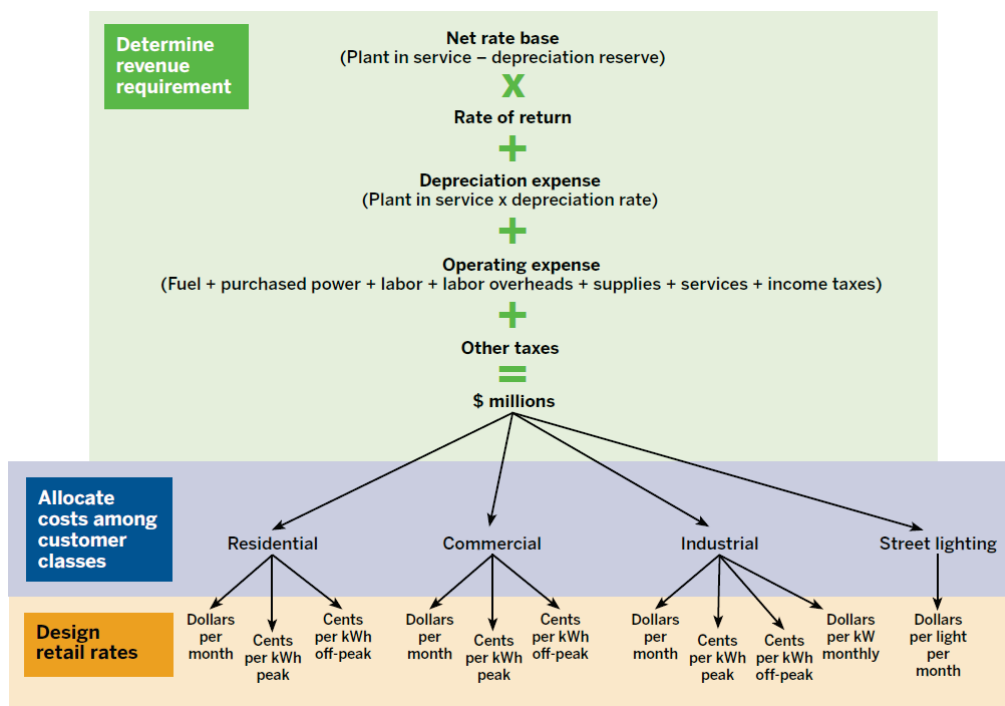 Determine
revenue
requirement
Net rate base
(Plant in service – depreciation reserve)
X
Rate of return
+
Depreciation expense
(Plant in service x depreciation rate)
+
Operating expense
(Fuel + purchased power + labor + labor overheads + supplies + services + income taxes)
+
Other taxes
=
$ millions
Allocate
costs among
customer
classes
Residential
Commercial
Industrial
Street lighting
Design
retail rates
Dollars
per
month
Cents
per kWh
peak
Cents
per kWh
off-peak
Dollars
per
month
Cents
per kWh
peak
Cents
per kWh
off-peak
Dollars
per
month
Cents
per kWh
peak
Cents
per kWh
off-peak
Dollars
per kW
monthly
Dollars
per light
per
month